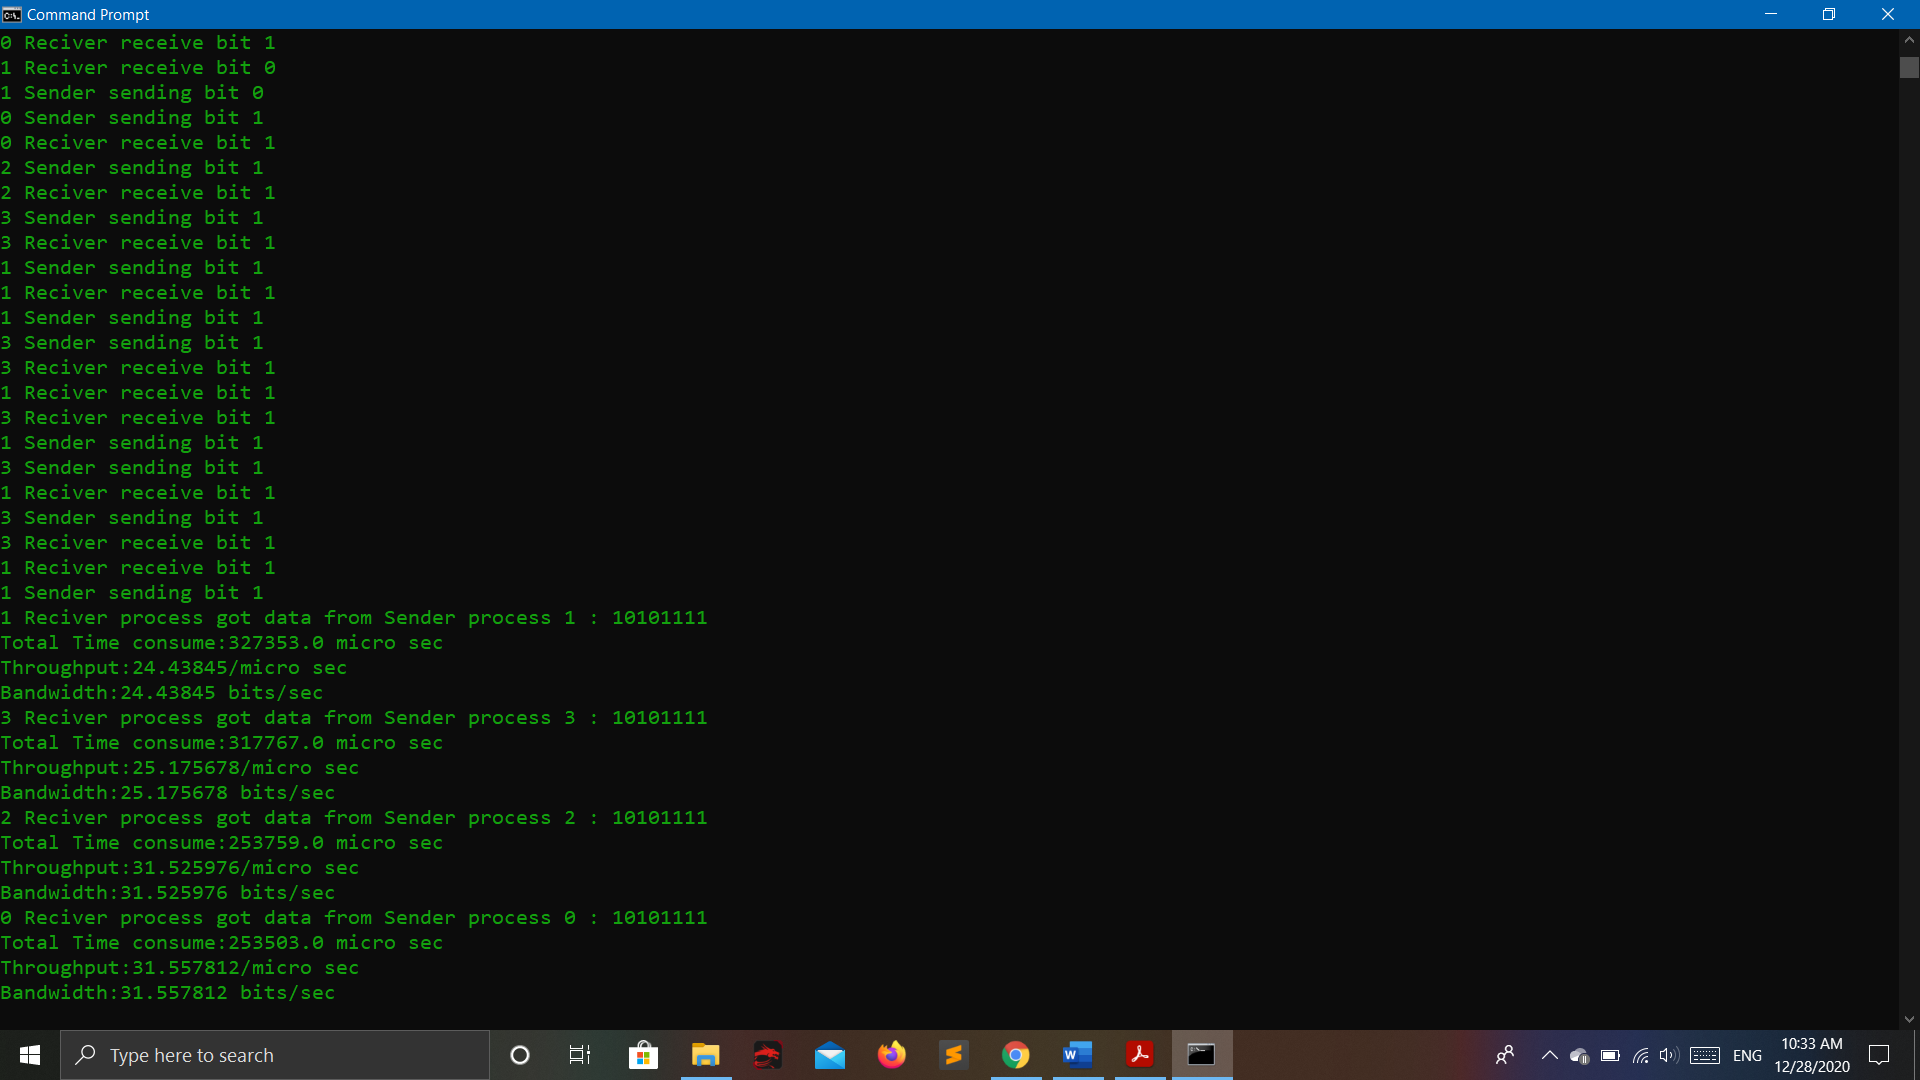 Command Prompt
0 Reciver receive bit 1
1 Reciver receive bit 0
1 Sender sending bit 0
0 Sender sending bit 1
0 Reciver receive bit 1
2 Sender sending bit 1
2 Reciver receive bit 1
3 Sender sending bit 1
3 Reciver receive bit 1
1 Sender sending bit 1
1 Reciver receive bit 1
1 Sender sending bit 1
3 Sender sending bit 1
3 Reciver receive bit 1
1 Reciver receive bit 1
3 Reciver receive bit 1
1 Sender sending bit 1
3 Sender sending bit 1
1 Reciver receive bit 1
3 Sender sending bit 1
3 Reciver receive bit 1
1 Reciver receive bit 1
1 Sender sending bit 1
1 Reciver process got data from Sender process 1 : 10101111
Total Time consume:327353.0 micro sec
Throughput:24.43845/micro sec
Bandwidth:24.43845 bits/sec
3 Reciver process got data from Sender process 3 : 10101111
Total Time consume:317767.0 micro sec
Throughput:25.175678/micro sec
Bandwidth:25.175678 bits/sec
2 Reciver process got data from Sender process 2 : 10101111
Total Time consume:253759.0 micro sec
Throughput:31.525976/micro sec
Bandwidth:31.525976 bits/sec
0 Reciver process got data from Sender process 0 : 10101111
Total Time consume:253503.0 micro sec
Throughput:31.557812/micro sec
Bandwidth:31.557812 bits/sec
Type here to search
ENG
10:33 AM
12/28/2020